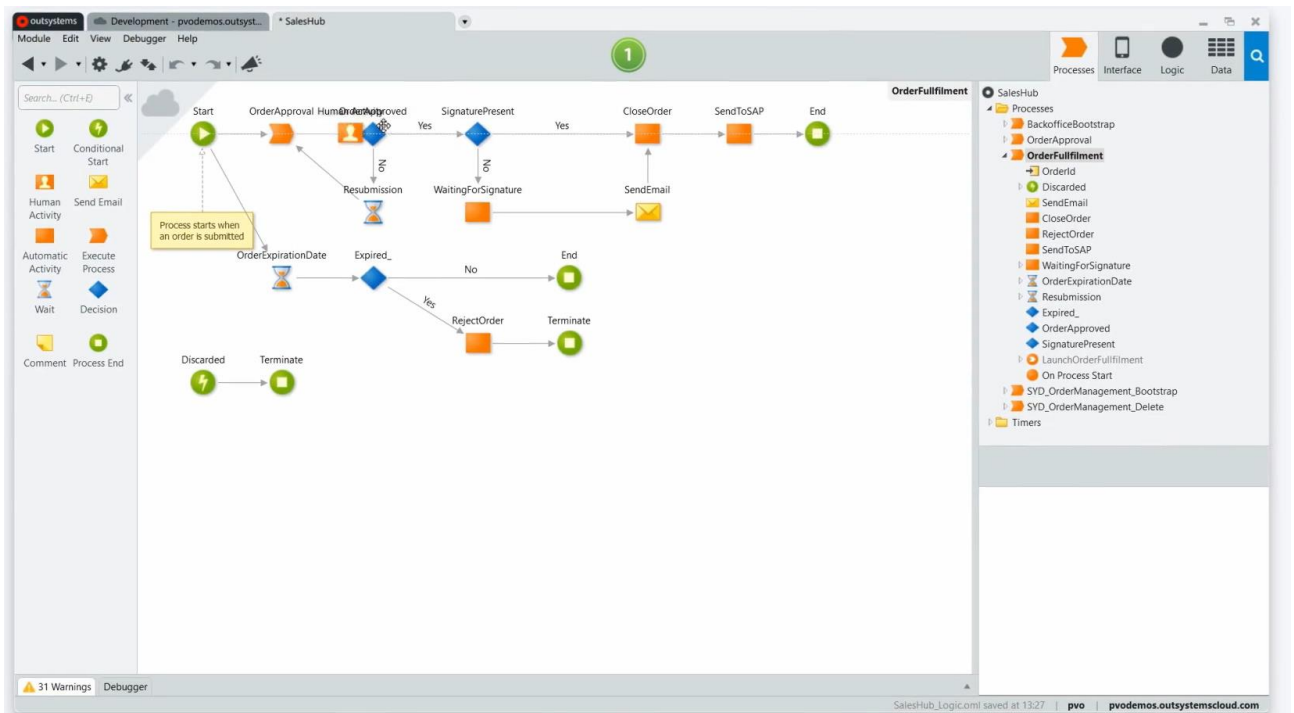 outsystems
Development - pvodemos.outsyst...
* SalesHub
Module Edit View Debugger Help
1
Processes Interface Logic Data
Search... (Ctrl+E)
Start
Conditional
Start
Human
Activity
Send Email
Automatic
Activity
Execute
Process
Wait
Decision
Comment
Process End
OrderFullfilment
Start
OrderApproval
SignaturePresent
CloseOrder
SendToSAP
End
Yes
Yes
No
No
Resubmission
WaitingForSignature
SendEmail
Process starts when
an order is submitted
OrderExpirationDate
Expired_
No
End
Yes
RejectOrder
Terminate
Discarded
Terminate
SalesHub
Processes
BackofficeBootstrap
OrderApproval
OrderFullfilment
OrderId
Discarded
SendEmail
CloseOrder
RejectOrder
SendToSAP
WaitingForSignature
OrderExpirationDate
Resubmission
Expired_
OrderApproved
SignaturePresent
LaunchOrderFullfilment
On Process Start
SYD_OrderManagement_Bootstrap
SYD_OrderManagement_Delete
Timers
31 Warnings Debugger
SalesHub_Logic.oml saved at 13:27 | pvo | pvodemos.outsystemscloud.com